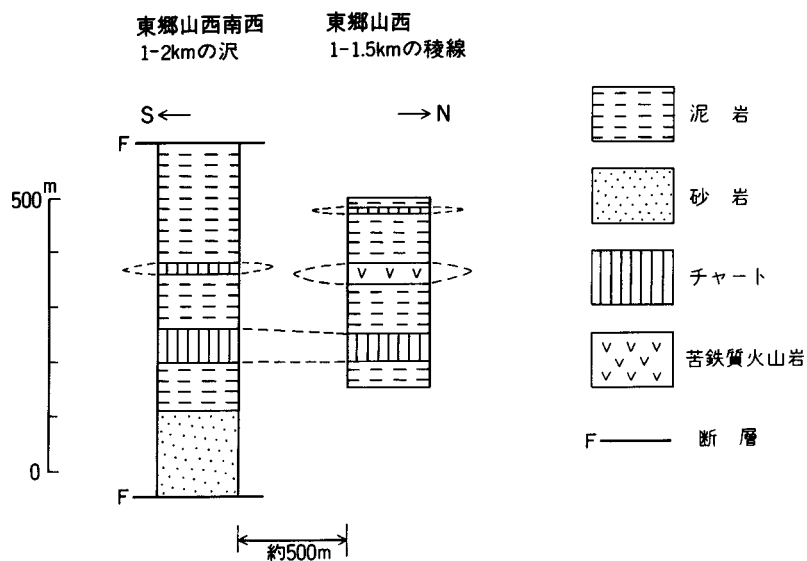 東郷山西南西
1-2kmの沢
東郷山西
1-1.5kmの稜線
S
N
F
500m
0
F
約500m
泥岩
砂岩
チャート
苦鉄質火山岩
F 断層